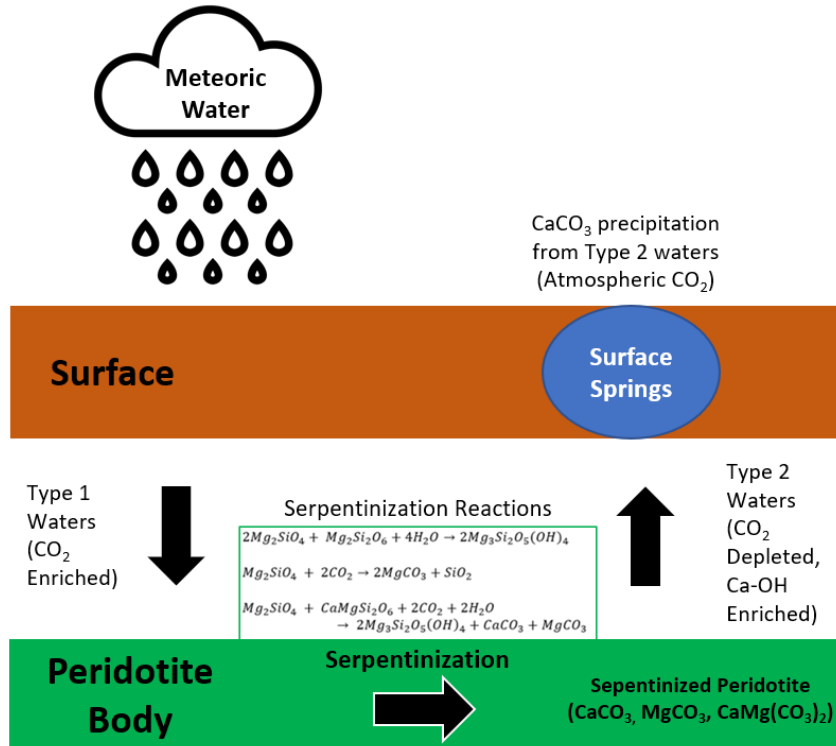 Meteoric
Water
CaCO₃ precipitation
from Type 2 waters
(Atmospheric CO₂)
Surface
Surface
Springs
Type 1
Waters
(CO₂
Enriched)
Serpentinization Reactions
2Mg₂SiO₄ + Mg₂Si₂O₆ + 4H₂O → 2Mg₃Si₂O₅(OH)₄
Mg₂SiO₄ + 2CO₂ → 2MgCO₃ + SiO₂
Mg₂SiO₄ + CaMgSi₂O₆ + 2CO₂ + 2H₂O
→ 2Mg₃Si₂O₅(OH)₄ + CaCO₃ + MgCO₃
Type 2
Waters
(CO₂
Depleted,
Ca-OH
Enriched)
Peridotite
Body
Serpentinization
Sepentinized Peridotite
(CaCO₃, MgCO₃, CaMg(CO₃)₂)